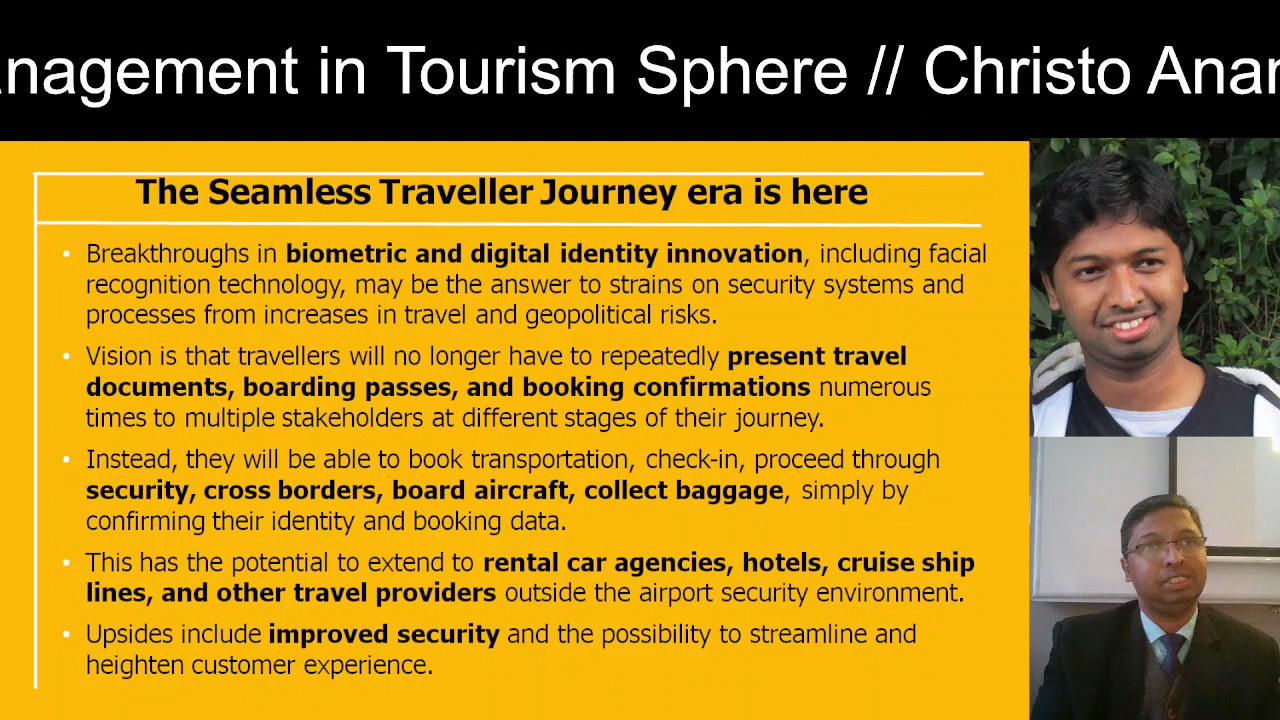 nagement in Tourism Sphere // Christo Anan
The Seamless Traveller Journey era is here
• Breakthroughs in biometric and digital identity innovation, including facial
recognition technology, may be the answer to strains on security systems and
processes from increases in travel and geopolitical risks.
• Vision is that travellers will no longer have to repeatedly present travel
documents, boarding passes, and booking confirmations numerous
times to multiple stakeholders at different stages of their journey.
• Instead, they will be able to book transportation, check-in, proceed through
security, cross borders, board aircraft, collect baggage, simply by
confirming their identity and booking data.
• This has the potential to extend to rental car agencies, hotels, cruise ship
lines, and other travel providers outside the airport security environment.
• Upsides include improved security and the possibility to streamline and
heighten customer experience.